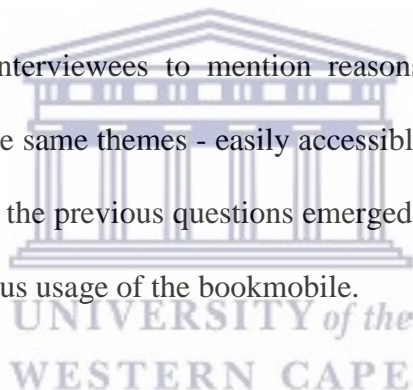 interviewees to mention reasons
e same themes - easily accessible
the previous questions emerged
us usage of the bookmobile.
UNIVERSITY of the
WESTERN CAPE